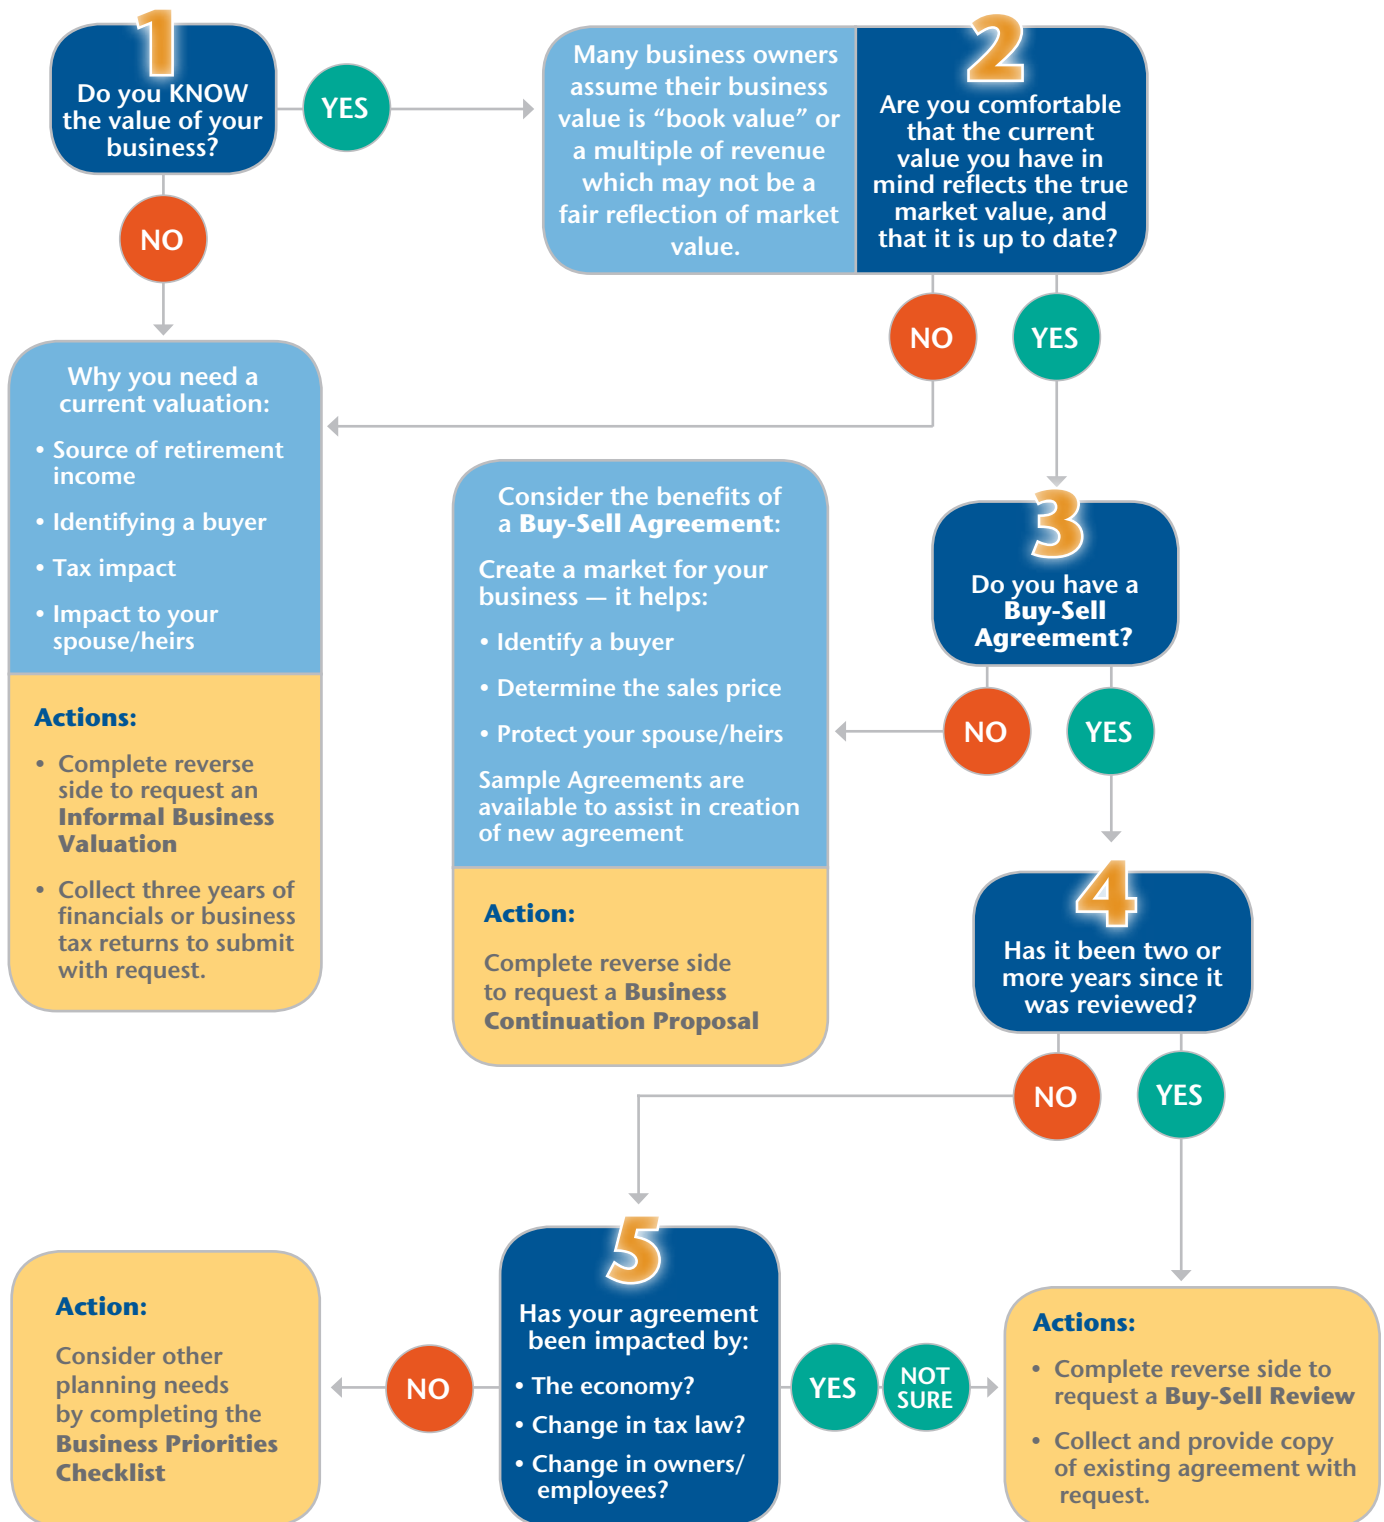 1
Do you KNOW
the value of your
business?
YES
NO
Many business owners
assume their business
value is “book value” or
a multiple of revenue
which may not be a
fair reflection of market
value.
2
Are you comfortable
that the current
value you have in
mind reflects the true
market value, and
that it is up to date?
NO
YES
Why you need a
current valuation:
• Source of retirement
income
• Identifying a buyer
• Tax impact
• Impact to your
spouse/heirs
Actions:
• Complete reverse
side to request an
Informal Business
Valuation
• Collect three years of
financials or business
tax returns to submit
with request.
Consider the benefits of
a Buy-Sell Agreement:
Create a market for your
business — it helps:
• Identify a buyer
• Determine the sales price
• Protect your spouse/heirs
Sample Agreements are
available to assist in creation
of new agreement
Action:
Complete reverse side
to request a Business
Continuation Proposal
3
Do you have a
Buy-Sell
Agreement?
NO
YES
4
Has it been two or
more years since it
was reviewed?
NO
YES
5
Has your agreement
been impacted by:
• The economy?
• Change in tax law?
• Change in owners/
employees?
NO
YES
NOT
SURE
Action:
Consider other
planning needs
by completing the
Business Priorities
Checklist
Actions:
• Complete reverse side to
request a Buy-Sell Review
• Collect and provide copy
of existing agreement with
request.